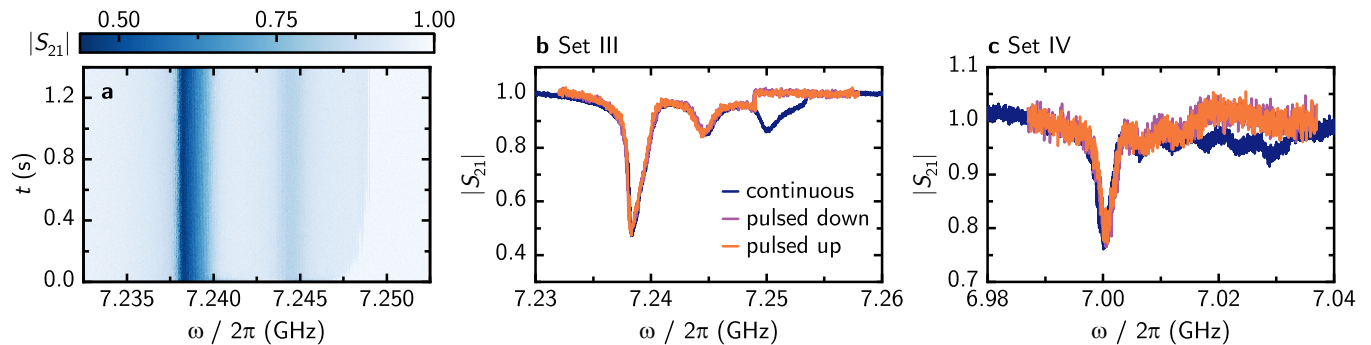 0.50 0.75 1.00
|S21|
a
1.2
0.8
0.4
0.0
t (s)
7.235 7.240 7.245 7.250
ω / 2π (GHz)
b Set III
1.0
0.8
0.6
0.4
|S21|
continuous
pulsed down
pulsed up
7.23 7.24 7.25 7.26
ω / 2π (GHz)
c Set IV
1.1
1.0
0.9
0.8
0.7
|S21|
6.98 7.00 7.02 7.04
ω / 2π (GHz)